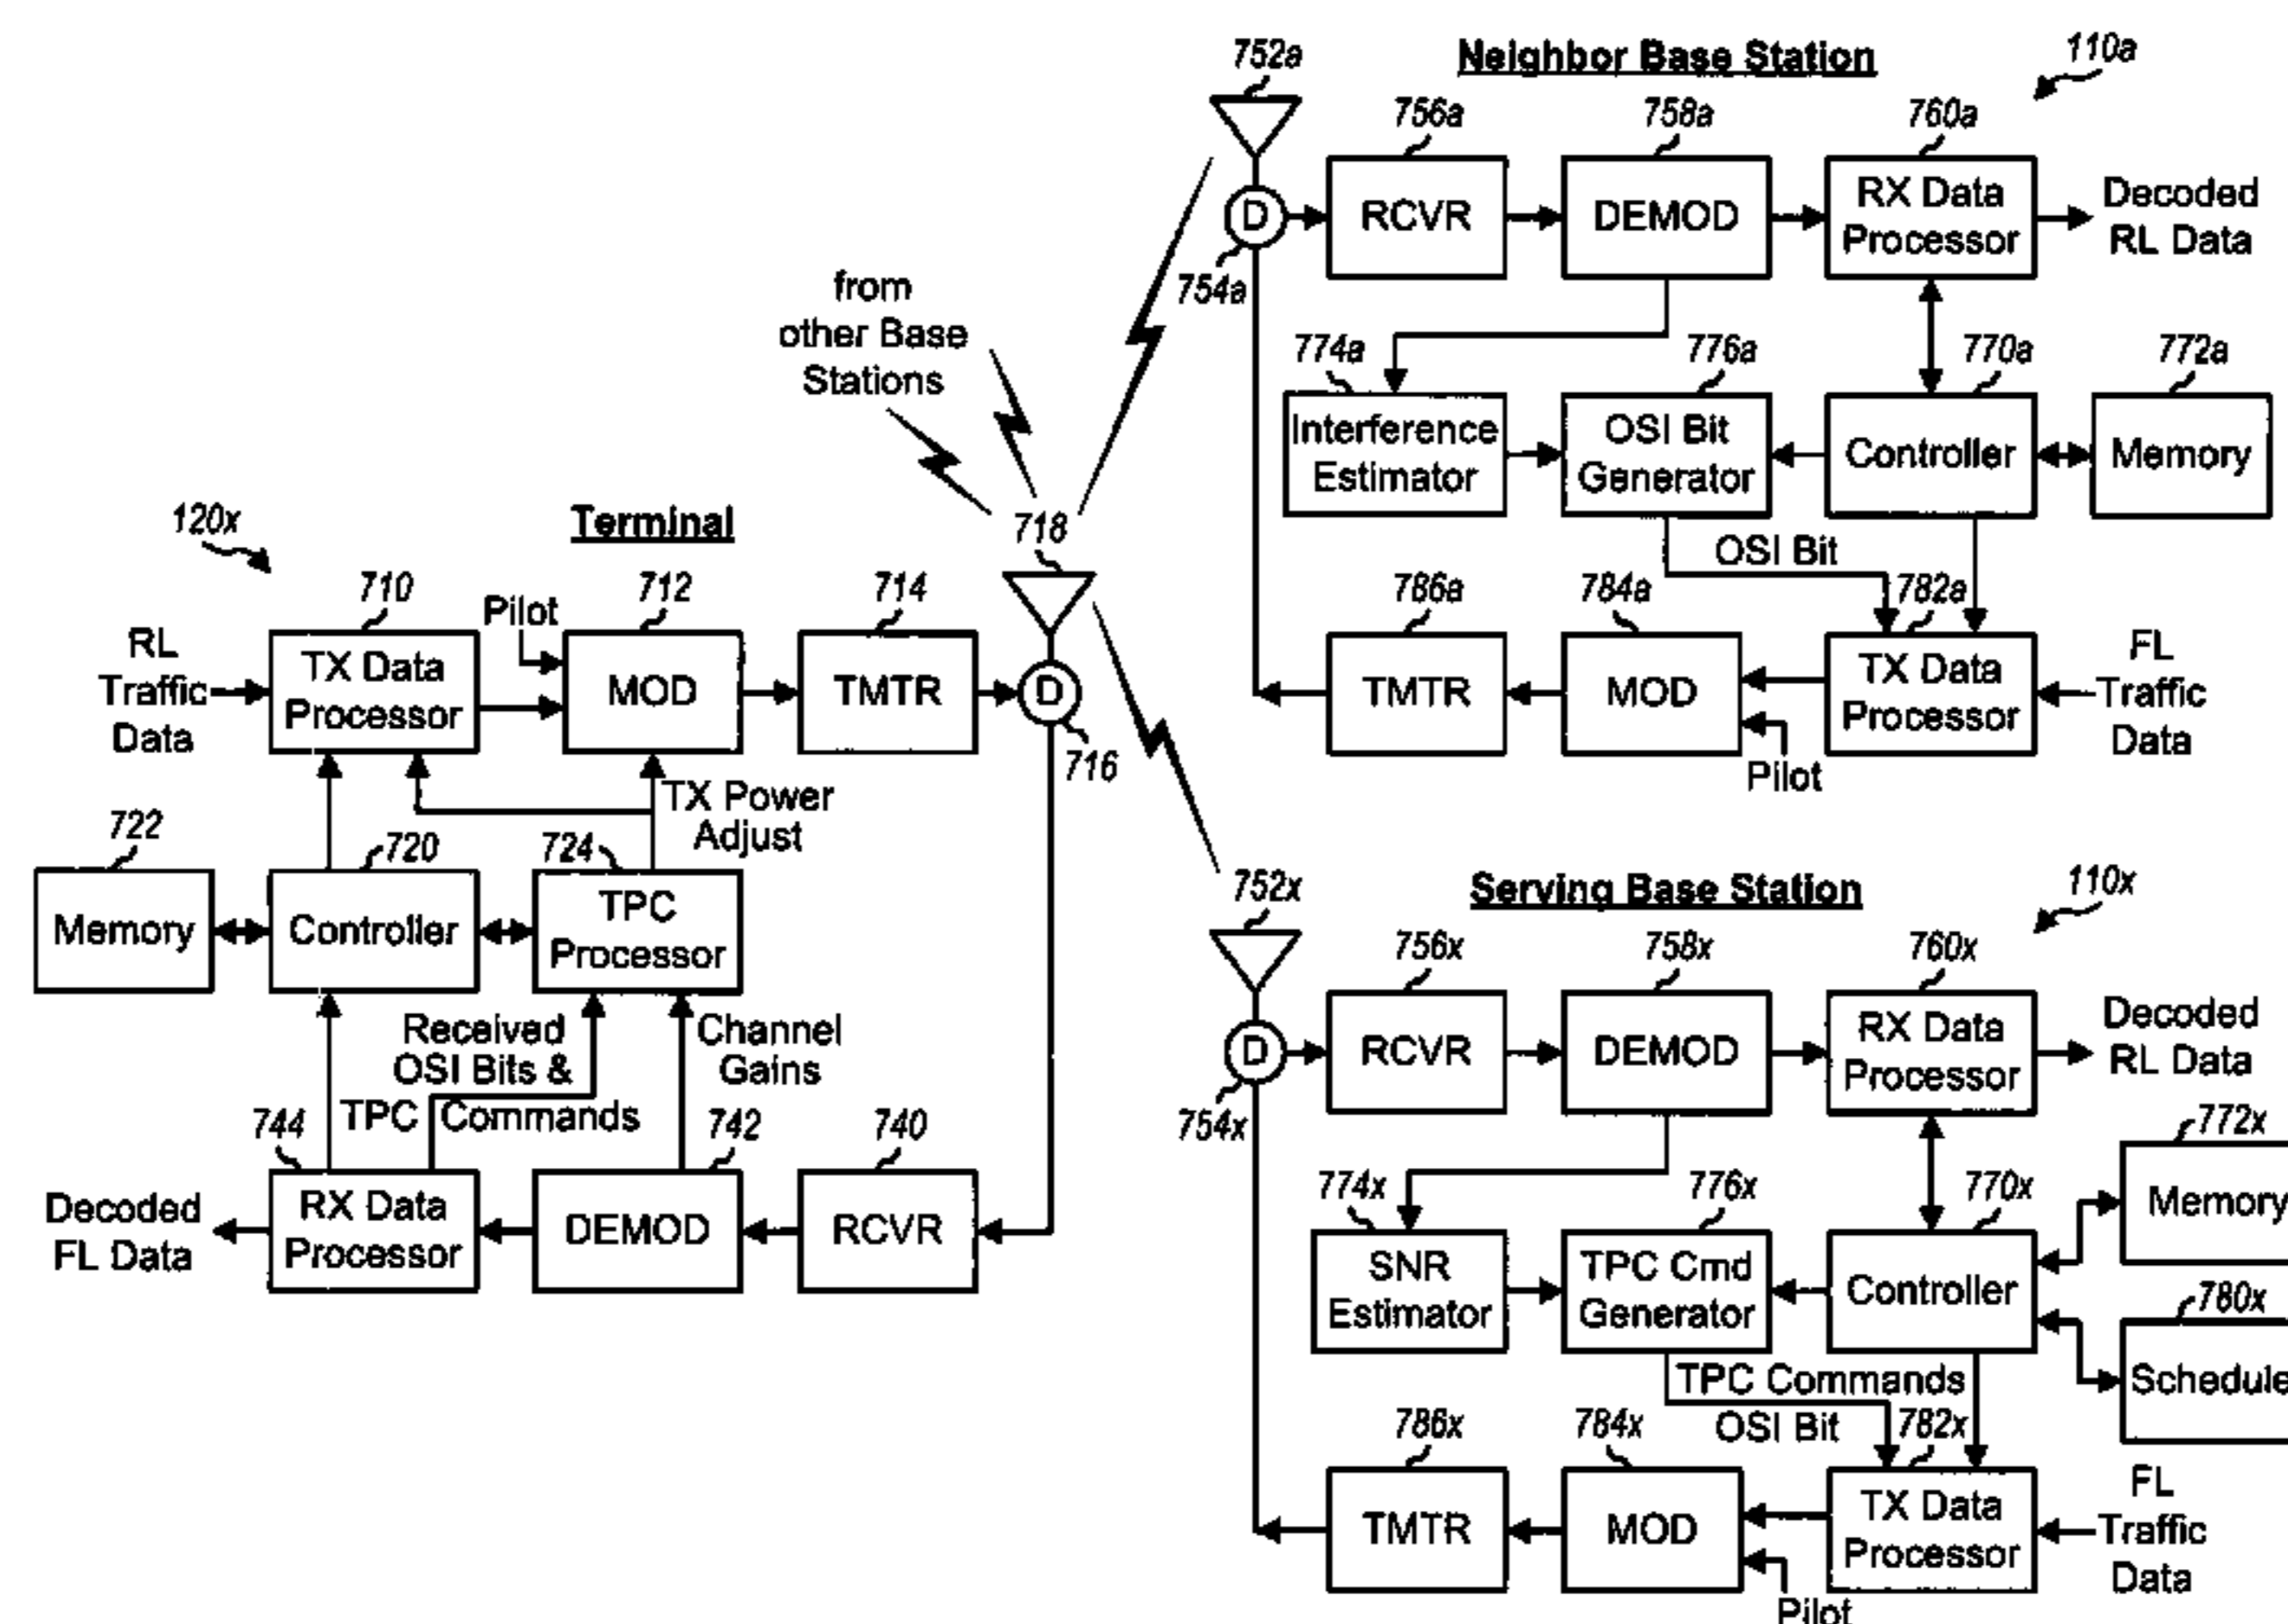 Neighbor Base Station
110a
752a
756a
758a
760a
D
754a
RCVR
DEMOD
RX Data
Processor
Decoded
RL Data
from
other Base
Stations
774a
776a
770a
772a
Interference
Estimator
OSI Bit
Generator
Controller
Memory
OSI Bit
786a
784a
782a
TMTR
MOD
TX Data
Processor
FL
Traffic
Data
Pilot
120x
Terminal
718
710
Pilot
712
714
RL
Traffic
Data
TX Data
Processor
MOD
TMTR
D
716
TX Power
Adjust
722
720
724
Memory
Controller
TPC
Processor
Received
OSI Bits &
TPC Commands
Channel
Gains
744
742
740
Decoded
FL Data
RX Data
Processor
DEMOD
RCVR
Serving Base Station
110x
752x
756x
758x
760x
D
754x
RCVR
DEMOD
RX Data
Processor
Decoded
RL Data
774x
776x
770x
772x
Memory
SNR
Estimator
TPC Cmd
Generator
Controller
780x
Schedule
TPC Commands
OSI Bit
786x
784x
782x
TMTR
MOD
TX Data
Processor
FL
Traffic
Data
Pilot